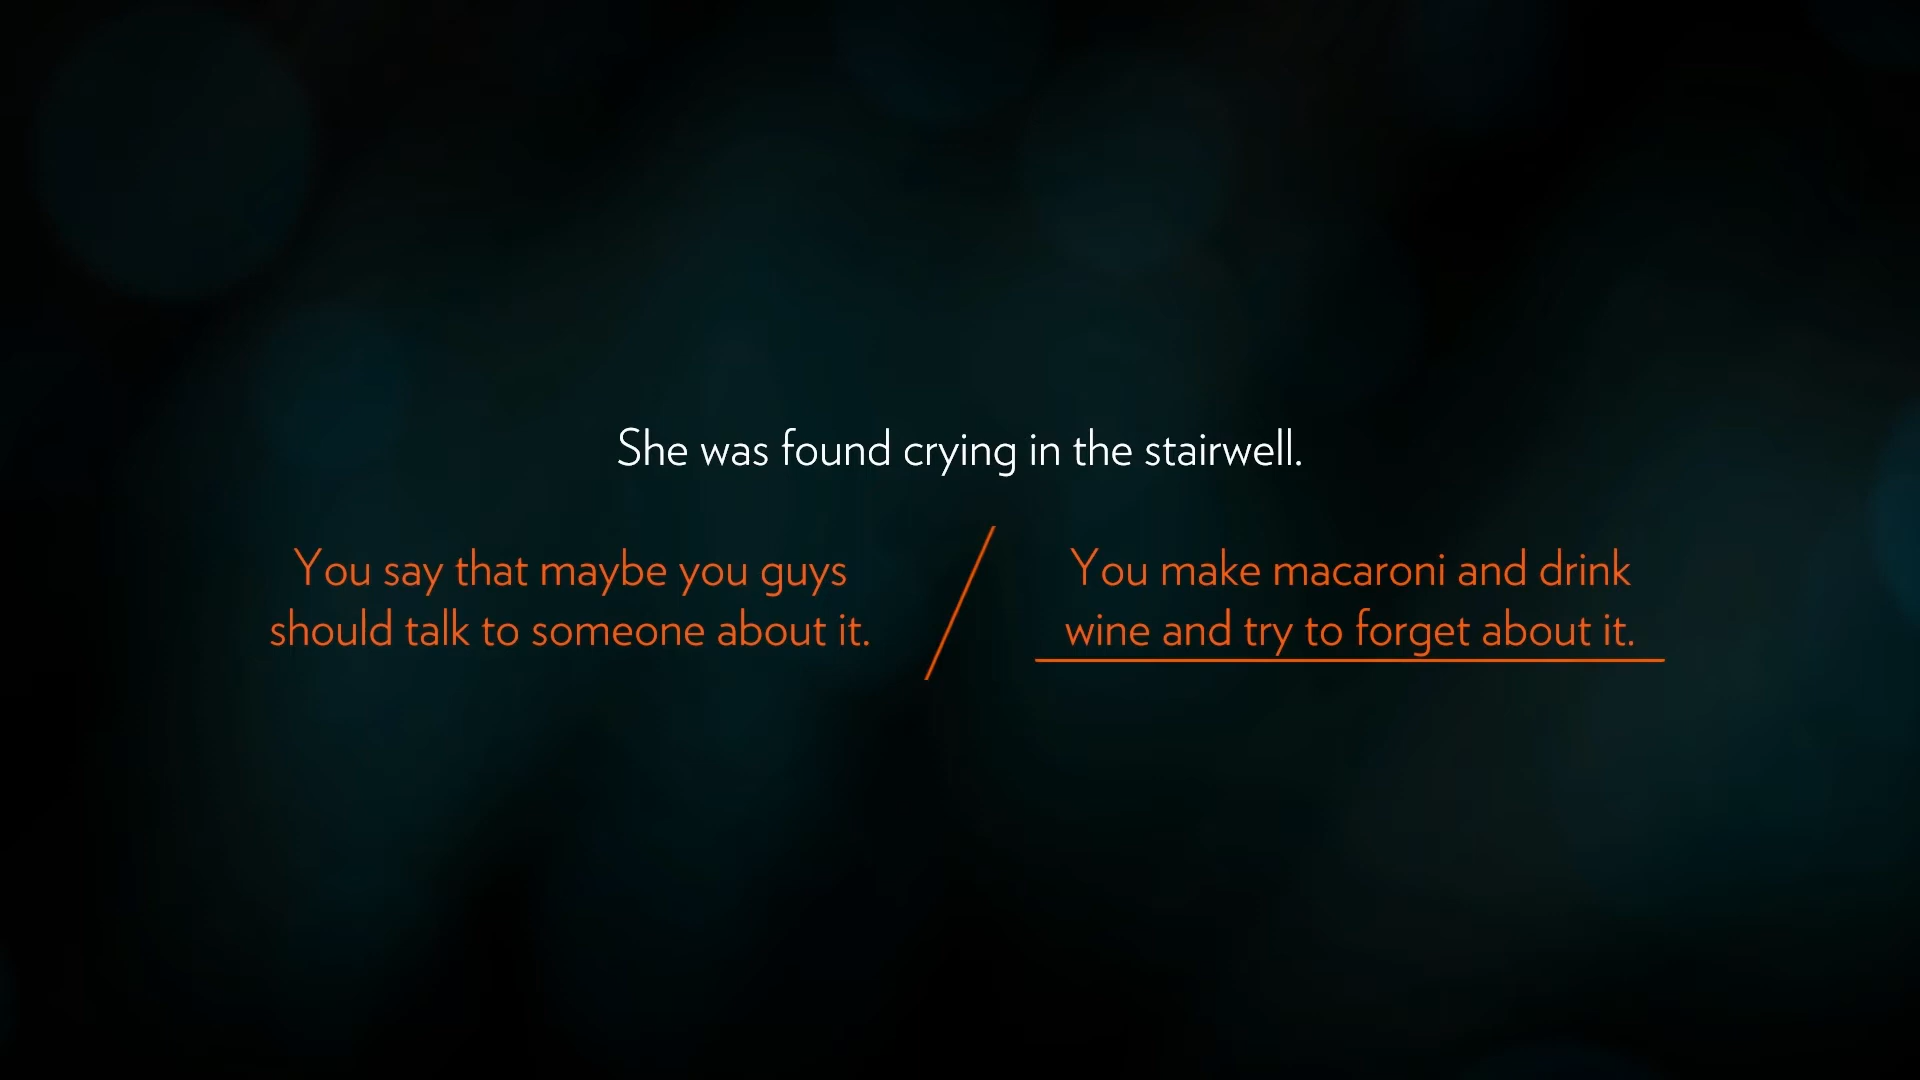 She was found crying in the stairwell.
You say that maybe you guys
should talk to someone about it.
You make macaroni and drink
wine and try to forget about it.